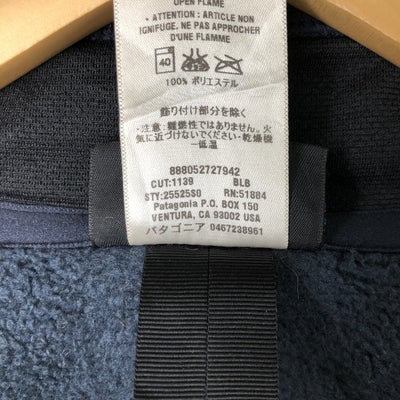 OPEN FLAME
• ATTENTION: ARTICLE NON
IGNIFUGE. NE PAS APPROCHER
D'UNE FLAMME
40
100% ポリエステル
飾り付け部分を除く
・注意:難燃性ではありません。火
気に近づけないでください・乾燥機
ー低温
888052727942
CUT:1139 BLB
STY:25525S0 RN:51884
Patagonia P.O. BOX 150
VENTURA, CA 93002 USA
パタゴニア 0467238961